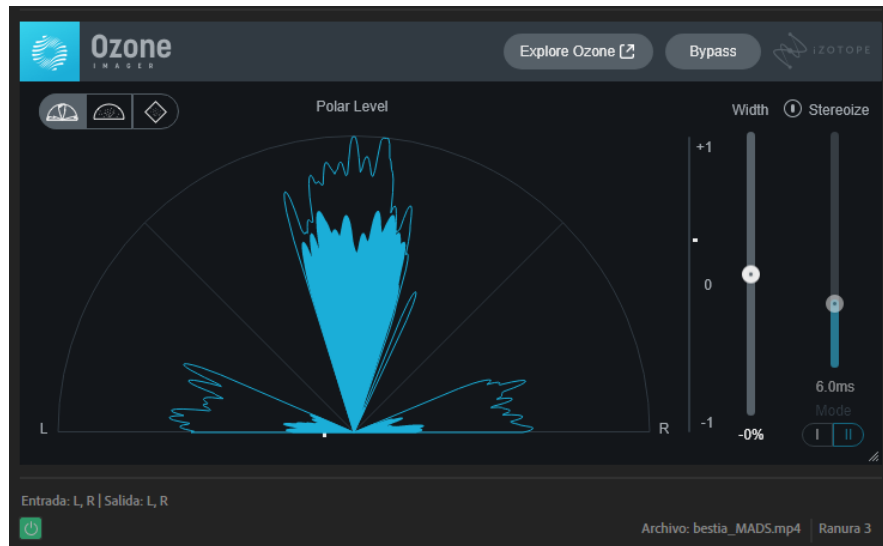 Ozone
IMAGER
Explore Ozone
Bypass
iZOTOPE
Polar Level
Width
Stereoize
+1
0
-1
L
R
-0%
6.0ms
Mode
I
II
Entrada: L, R | Salida: L, R
Archivo: bestia_MADS.mp4
Ranura 3